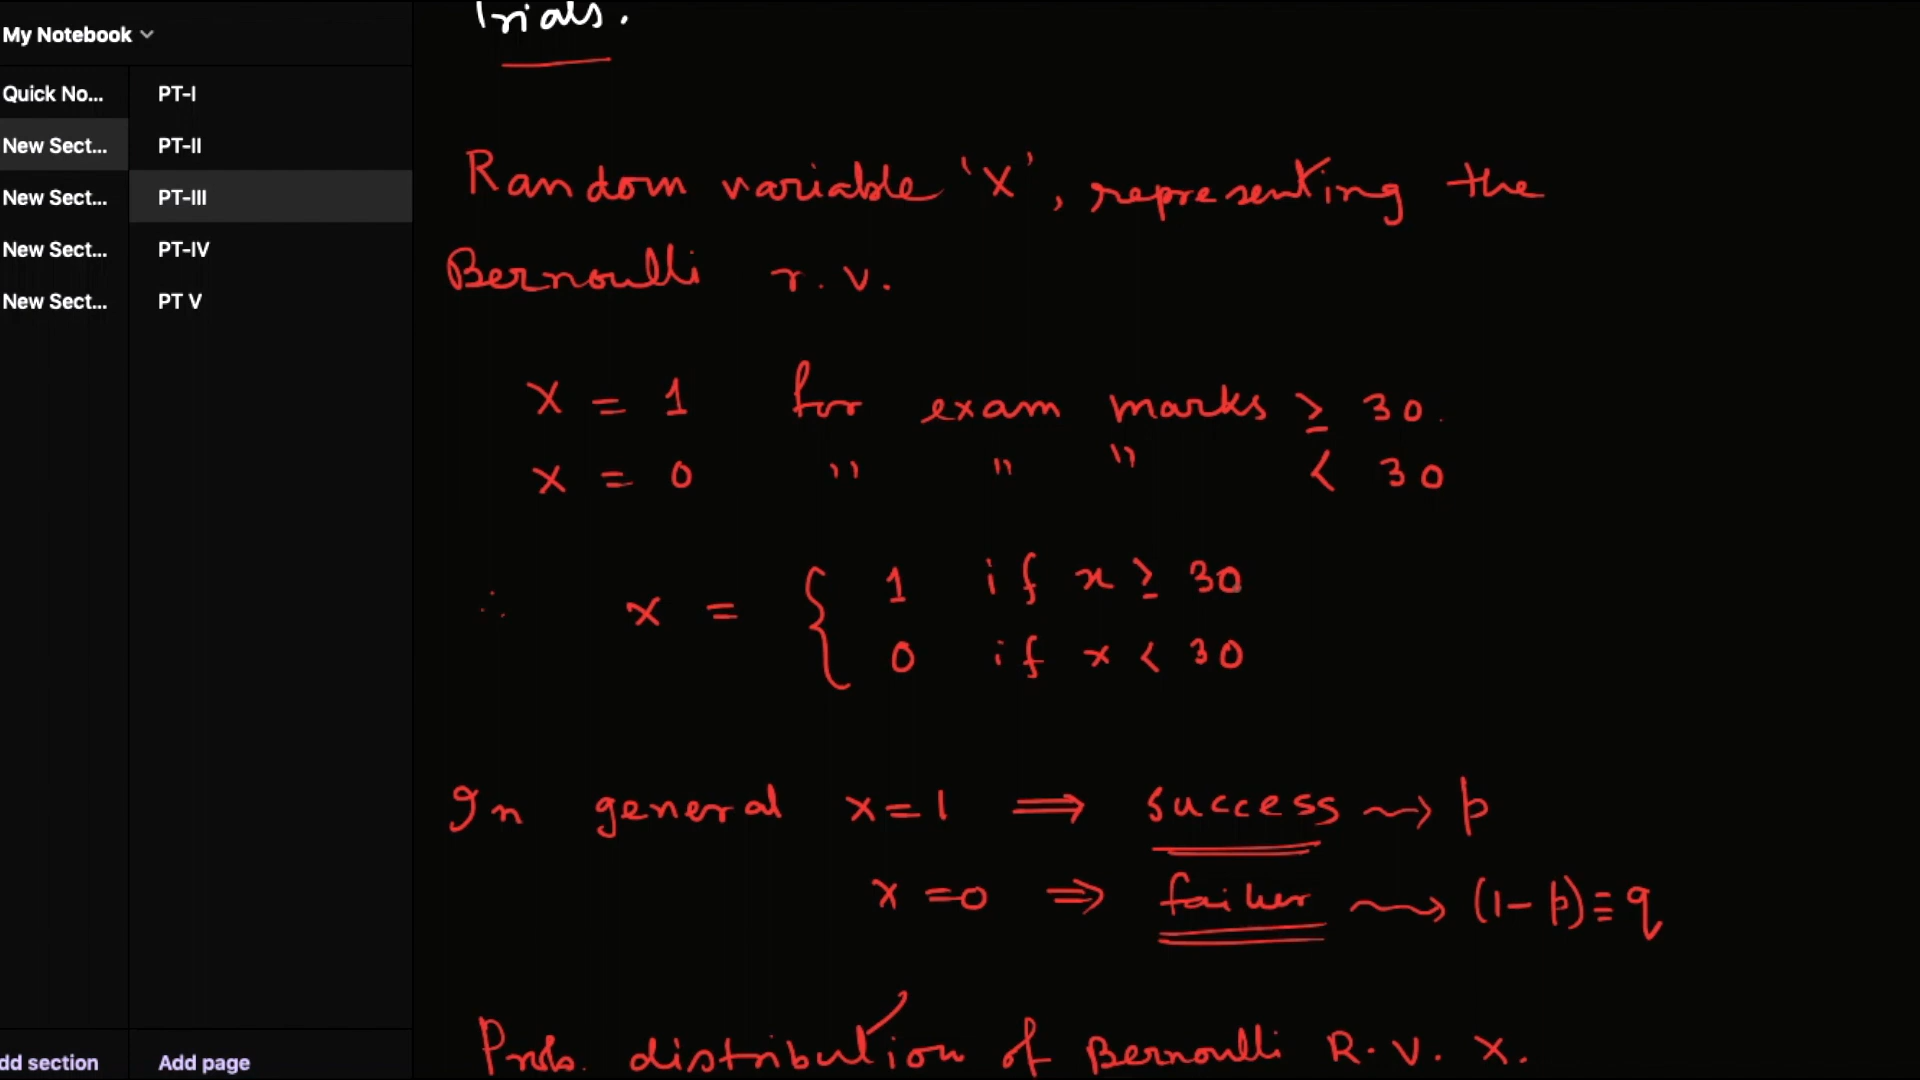 My Notebook
Quick No...
New Sect...
New Sect...
New Sect...
New Sect...
PT-I
PT-II
PT-III
PT-IV
PT V
dd section
Add page
Trials.
Random variable 'X', representing the
Bernoulli r.v.
X = 1 for exam marks ≥ 30.
X = 0 " " " < 30
∴ X = { 1 if x ≥ 30
0 if x < 30
In general X=1 ⟹ success ⇝ p
X=0 ⟹ failuer ⇝ (1-p) ≡ q
Prob. distribution of Bernoulli R.V. X.